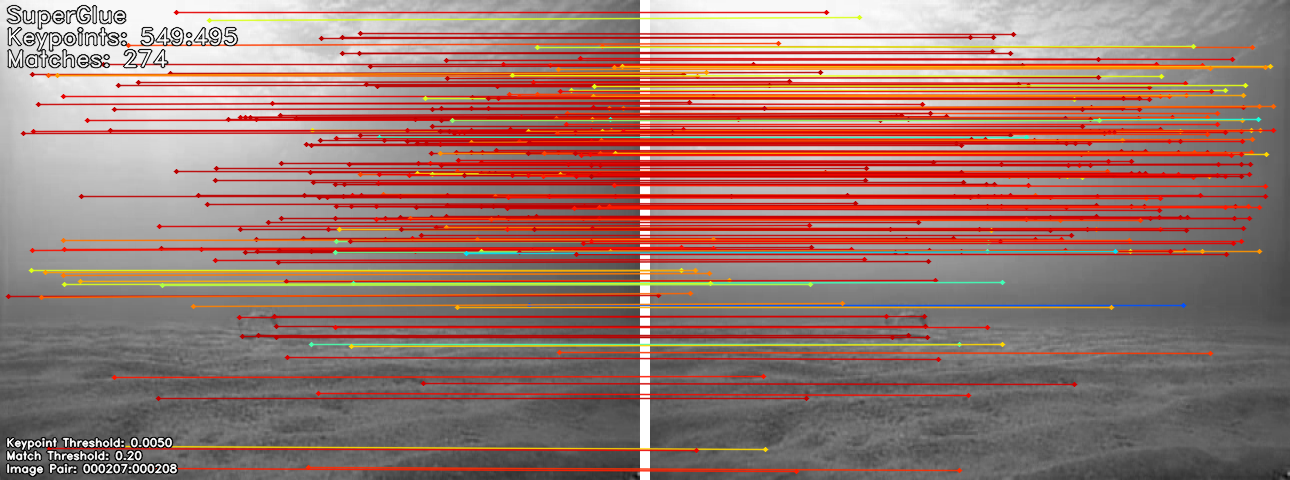 SuperGlue
Keypoints: 549:495
Matches: 274
Keypoint Threshold: 0.0050
Match Threshold: 0.20
Image Pair: 000207:000208